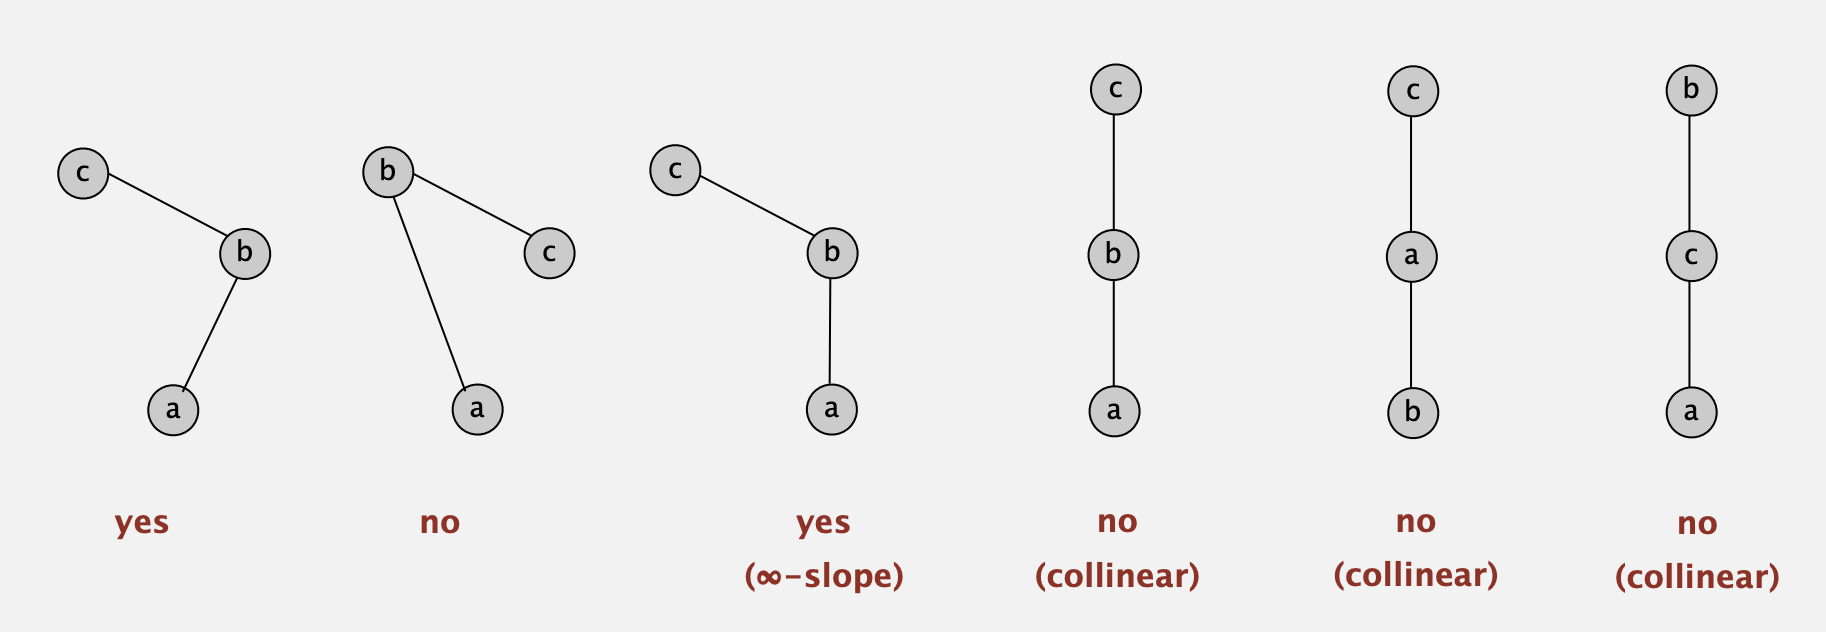 c
b
a
yes
b
c
a
no
c
b
a
yes
(∞-slope)
c
b
a
no
(collinear)
c
a
b
no
(collinear)
b
c
a
no
(collinear)